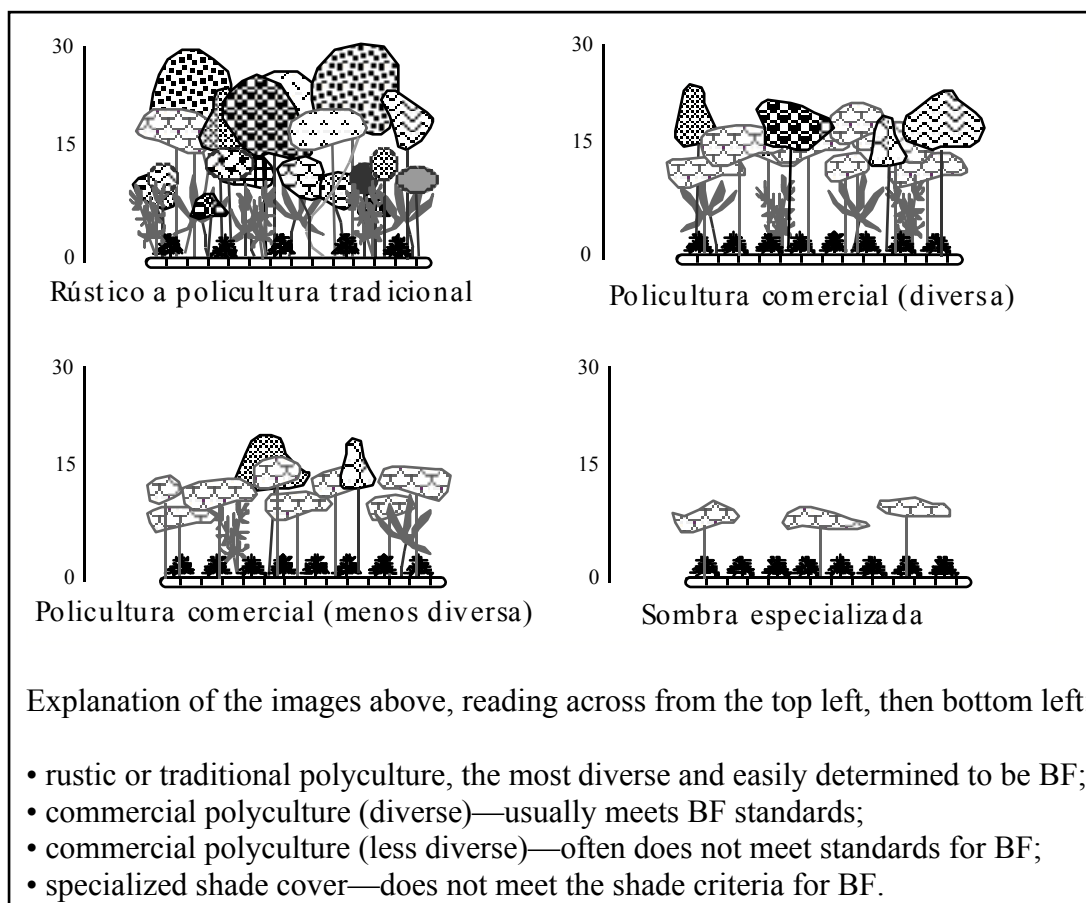 30
15
0
Rústico a policultura tradicional
30
15
0
Policultura comercial (diversa)
30
15
0
Policultura comercial (menos diversa)
30
15
0
Sombra especializada
Explanation of the images above, reading across from the top left, then bottom left
• rustic or traditional polyculture, the most diverse and easily determined to be BF;
• commercial polyculture (diverse)—usually meets BF standards;
• commercial polyculture (less diverse)—often does not meet standards for BF;
• specialized shade cover—does not meet the shade criteria for BF.